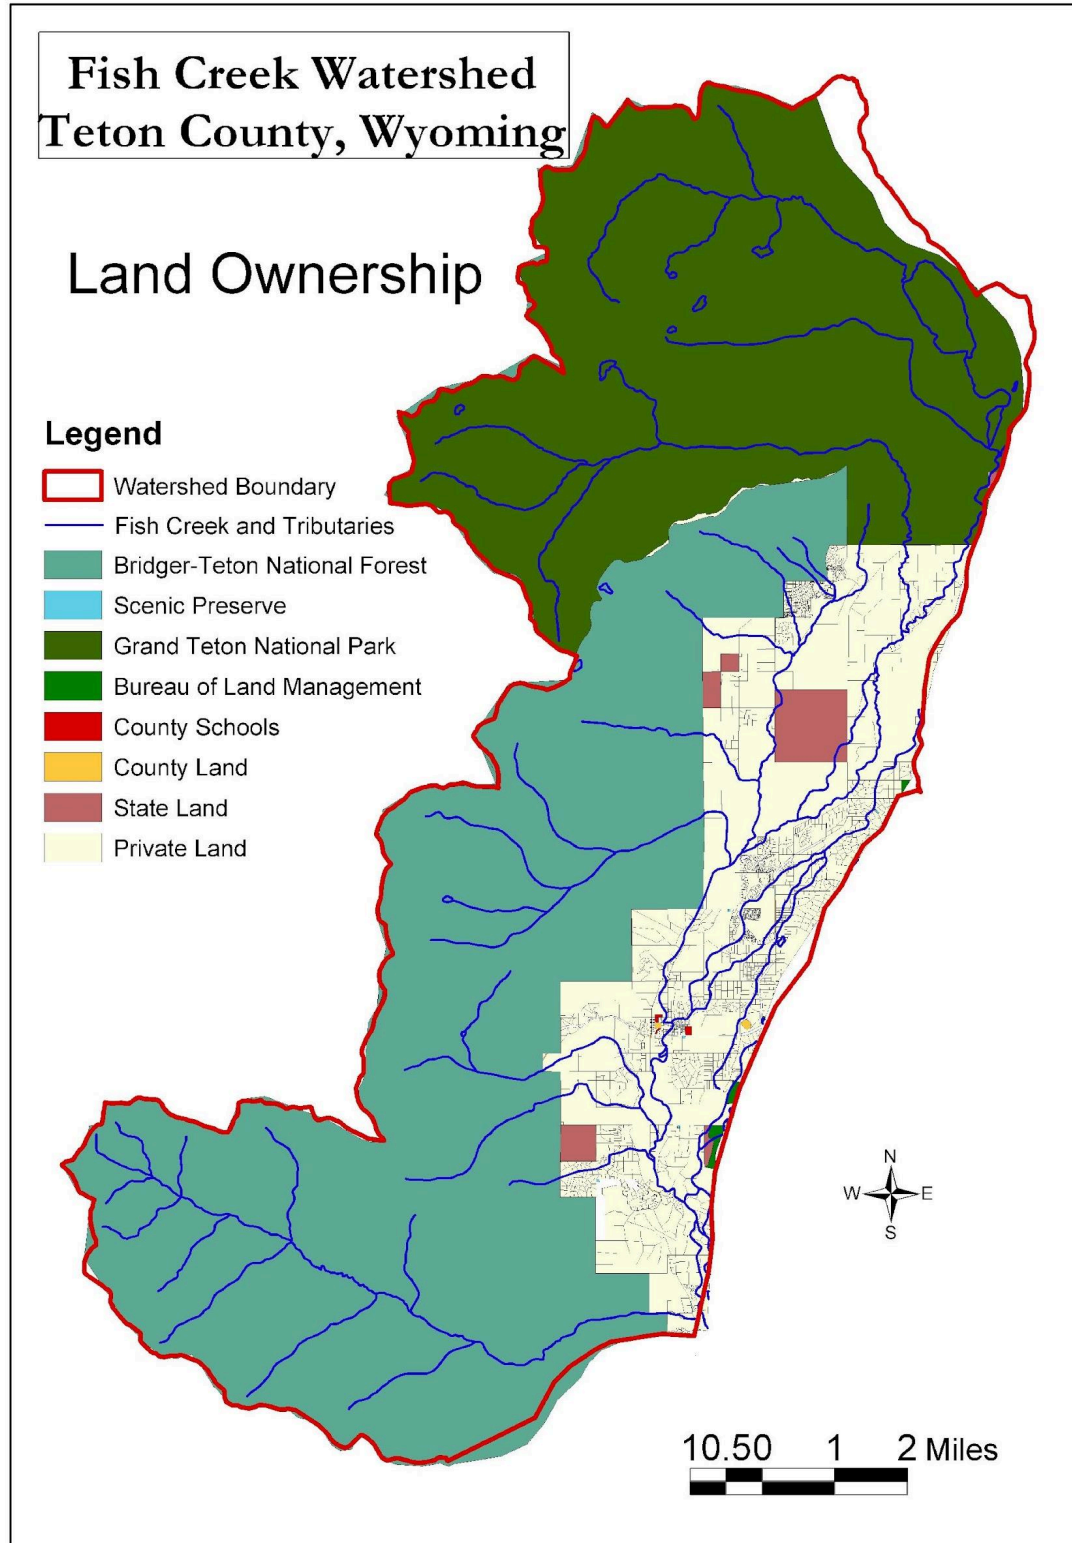 Fish Creek Watershed
Teton County, Wyoming
Land Ownership
Legend
Watershed Boundary
Fish Creek and Tributaries
Bridger-Teton National Forest
Scenic Preserve
Grand Teton National Park
Bureau of Land Management
County Schools
County Land
State Land
Private Land
N
W E
S
10.50 1 2 Miles